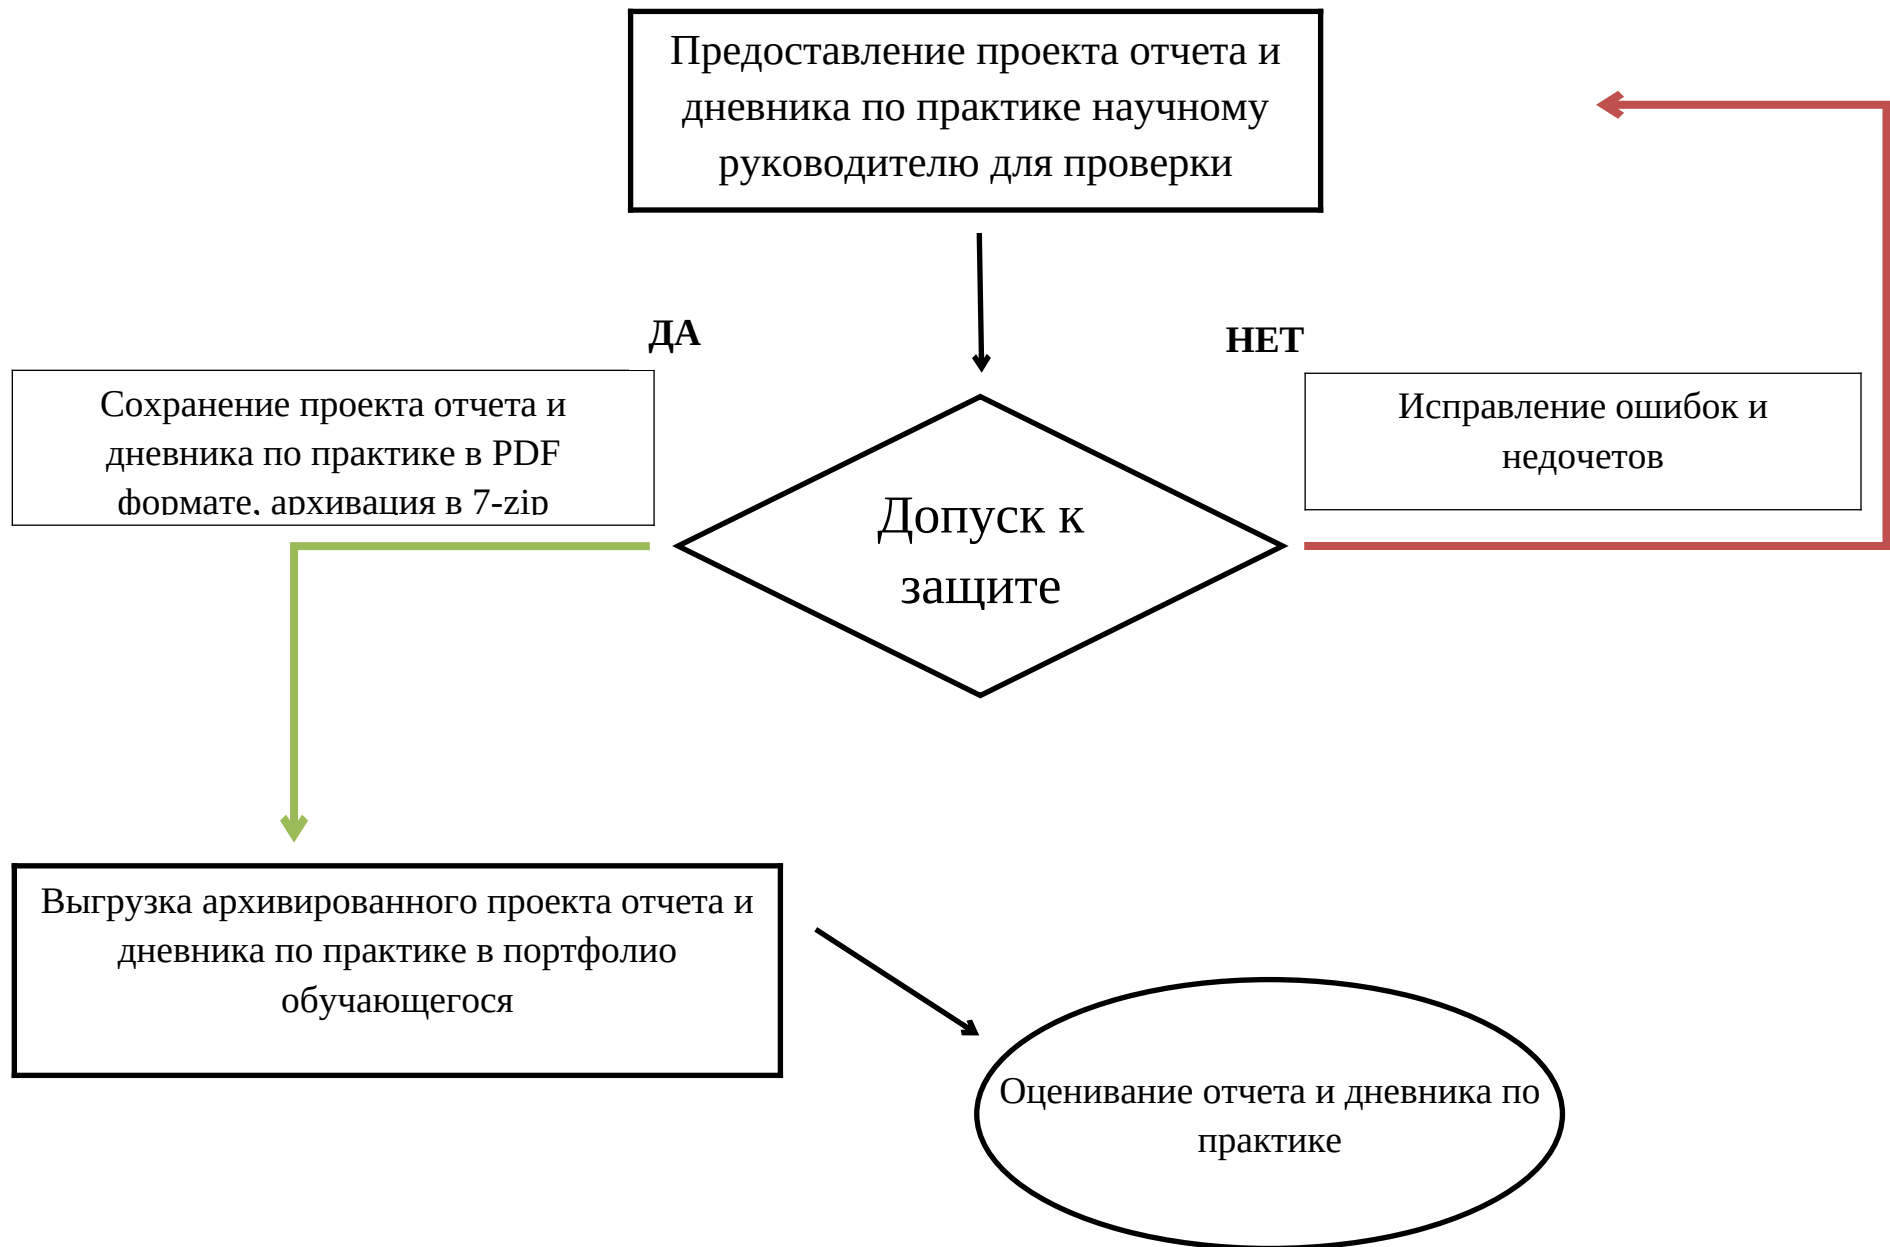 Предоставление проекта отчета и
дневника по практике научному
руководителю для проверки
ДА
НЕТ
Сохранение проекта отчета и
дневника по практике в PDF
формате, архивация в 7-zip
Исправление ошибок и
недочетов
Допуск к
защите
Выгрузка архивированного проекта отчета и
дневника по практике в портфолио
обучающегося
Оценивание отчета и дневника по
практике